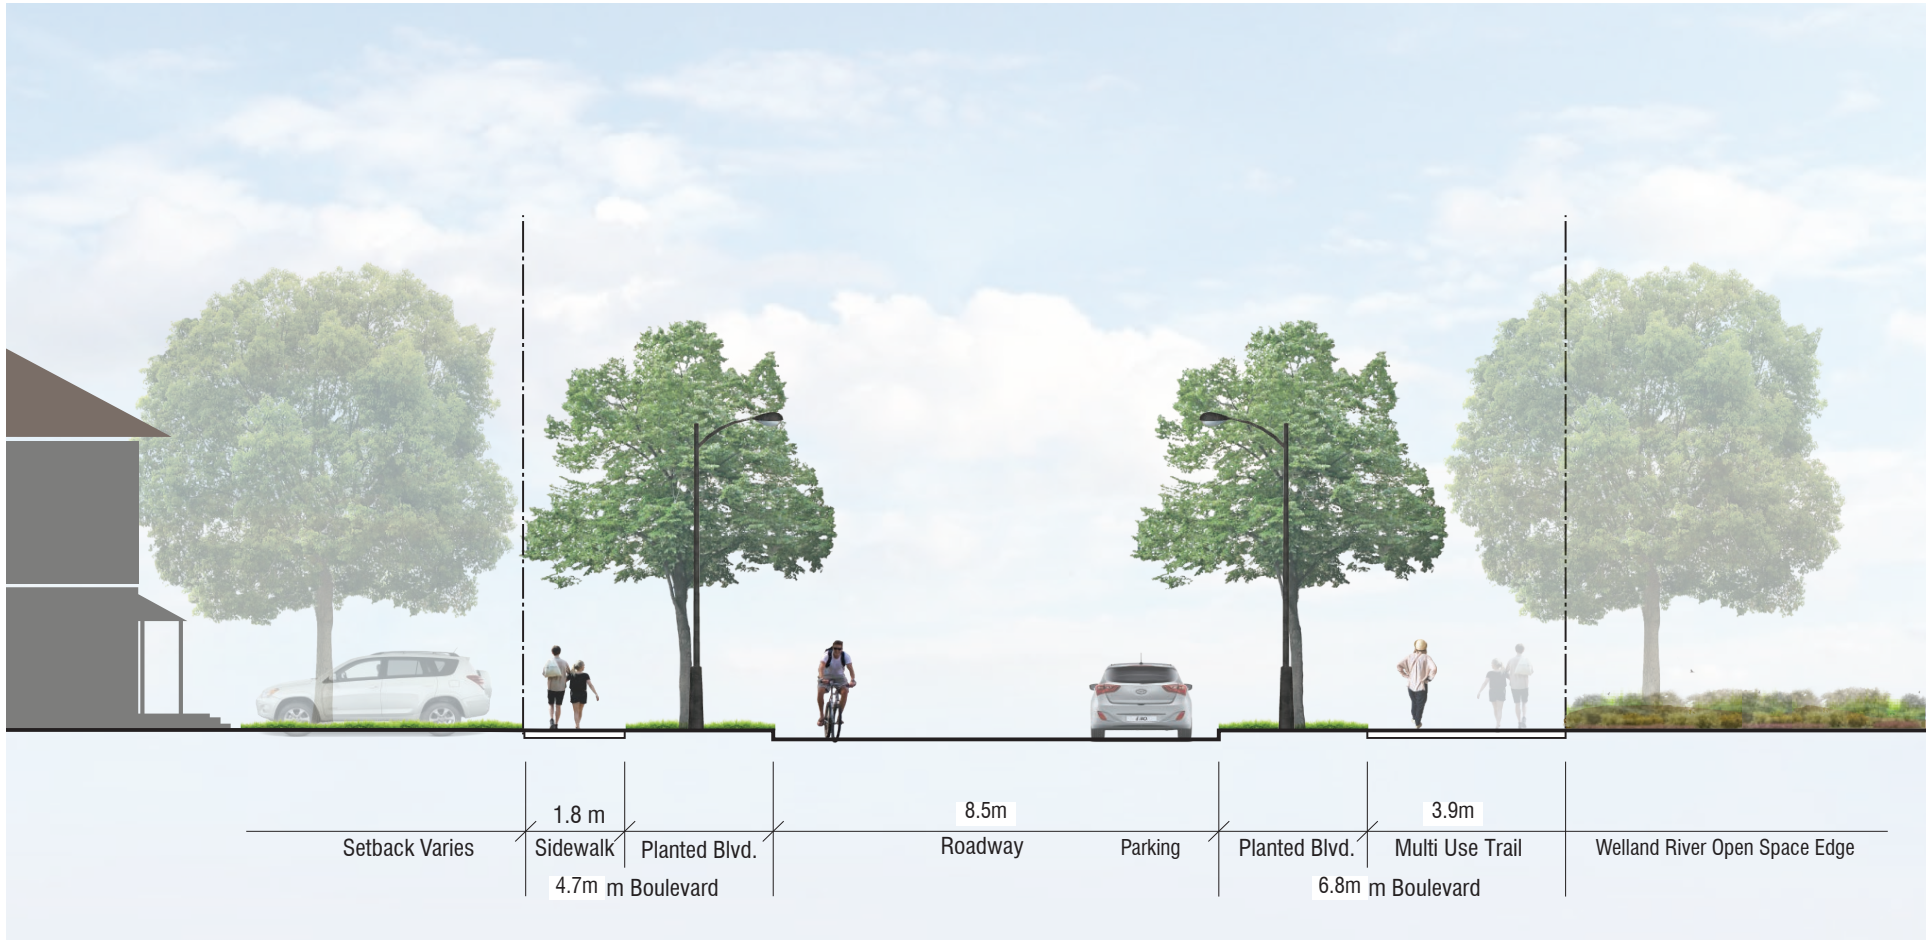 1.8 m
8.5m
3.9m
Setback Varies
Sidewalk
Planted Blvd.
Roadway
Parking
Planted Blvd.
Multi Use Trail
Welland River Open Space Edge
4.7m m Boulevard
6.8m m Boulevard